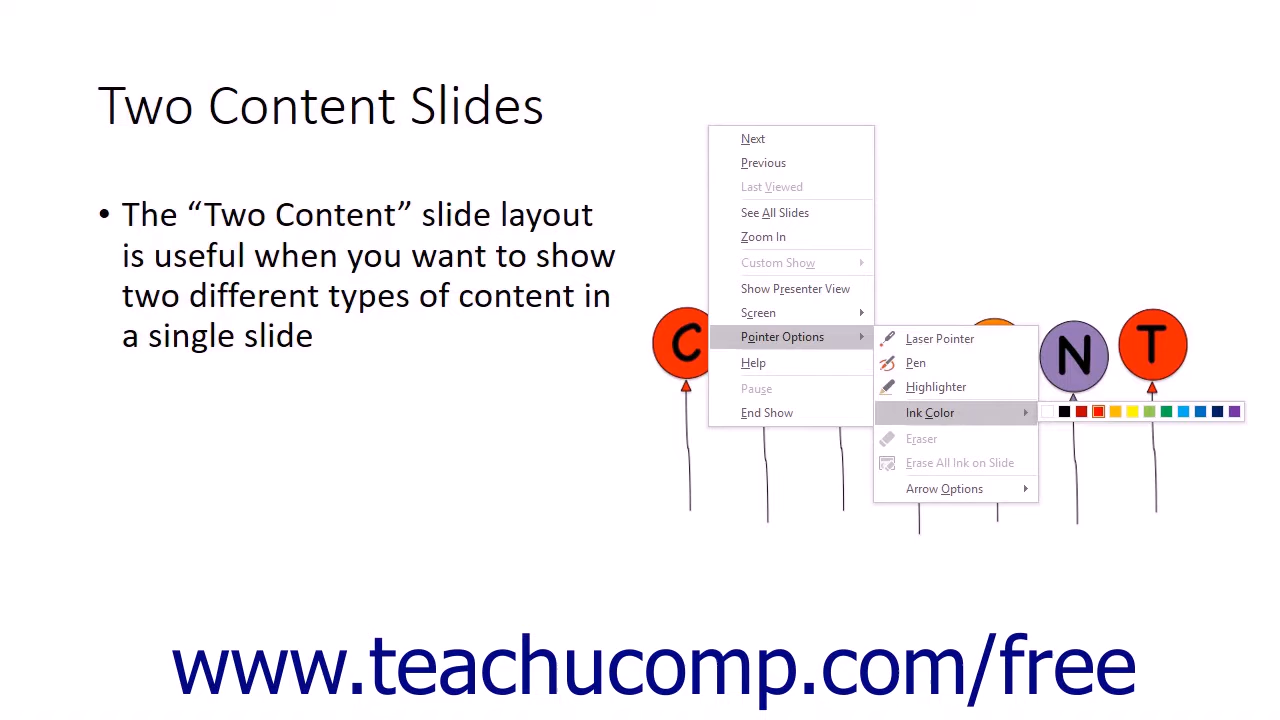 Two Content Slides
• The “Two Content” slide layout
is useful when you want to show
two different types of content in
a single slide
Next
Previous
Last Viewed
See All Slides
Zoom In
Custom Show
Show Presenter View
Screen
Pointer Options
Help
Pause
End Show
Laser Pointer
Pen
Highlighter
Ink Color
Eraser
Erase All Ink on Slide
Arrow Options
C N T
www.teachucomp.com/free